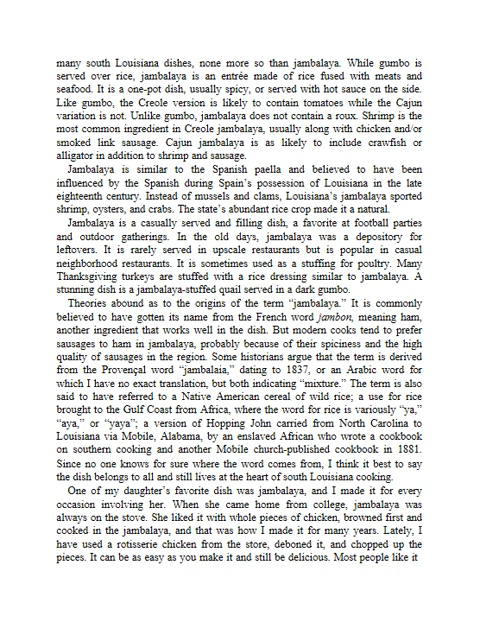 many south Louisiana dishes, none more so than jambalaya. While gumbo is
served over rice, jambalaya is an entrée made of rice fused with meats and
seafood. It is a one-pot dish, usually spicy, or served with hot sauce on the side.
Like gumbo, the Creole version is likely to contain tomatoes while the Cajun
variation is not. Unlike gumbo, jambalaya does not contain a roux. Shrimp is the
most common ingredient in Creole jambalaya, usually along with chicken and/or
smoked link sausage. Cajun jambalaya is as likely to include crawfish or
alligator in addition to shrimp and sausage.
Jambalaya is similar to the Spanish paella and believed to have been
influenced by the Spanish during Spain’s possession of Louisiana in the late
eighteenth century. Instead of mussels and clams, Louisiana’s jambalaya sported
shrimp, oysters, and crabs. The state’s abundant rice crop made it a natural.
Jambalaya is a casually served and filling dish, a favorite at football parties
and outdoor gatherings. In the old days, jambalaya was a depository for
leftovers. It is rarely served in upscale restaurants but is popular in casual
neighborhood restaurants. It is sometimes used as a stuffing for poultry. Many
Thanksgiving turkeys are stuffed with a rice dressing similar to jambalaya. A
stunning dish is a jambalaya-stuffed quail served in a dark gumbo.
Theories abound as to the origins of the term “jambalaya.” It is commonly
believed to have gotten its name from the French word jambon, meaning ham,
another ingredient that works well in the dish. But modern cooks tend to prefer
sausages to ham in jambalaya, probably because of their spiciness and the high
quality of sausages in the region. Some historians argue that the term is derived
from the Provençal word “jambalaia,” dating to 1837, or an Arabic word for
which I have no exact translation, but both indicating “mixture.” The term is also
said to have referred to a Native American cereal of wild rice; a use for rice
brought to the Gulf Coast from Africa, where the word for rice is variously “ya,”
“aya,” or “yaya”; a version of Hopping John carried from North Carolina to
Louisiana via Mobile, Alabama, by an enslaved African who wrote a cookbook
on southern cooking and another Mobile church-published cookbook in 1881.
Since no one knows for sure where the word comes from, I think it best to say
the dish belongs to all and still lives at the heart of south Louisiana cooking.
One of my daughter’s favorite dish was jambalaya, and I made it for every
occasion involving her. When she came home from college, jambalaya was
always on the stove. She liked it with whole pieces of chicken, browned first and
cooked in the jambalaya, and that was how I made it for many years. Lately, I
have used a rotisserie chicken from the store, deboned it, and chopped up the
pieces. It can be as easy as you make it and still be delicious. Most people like it